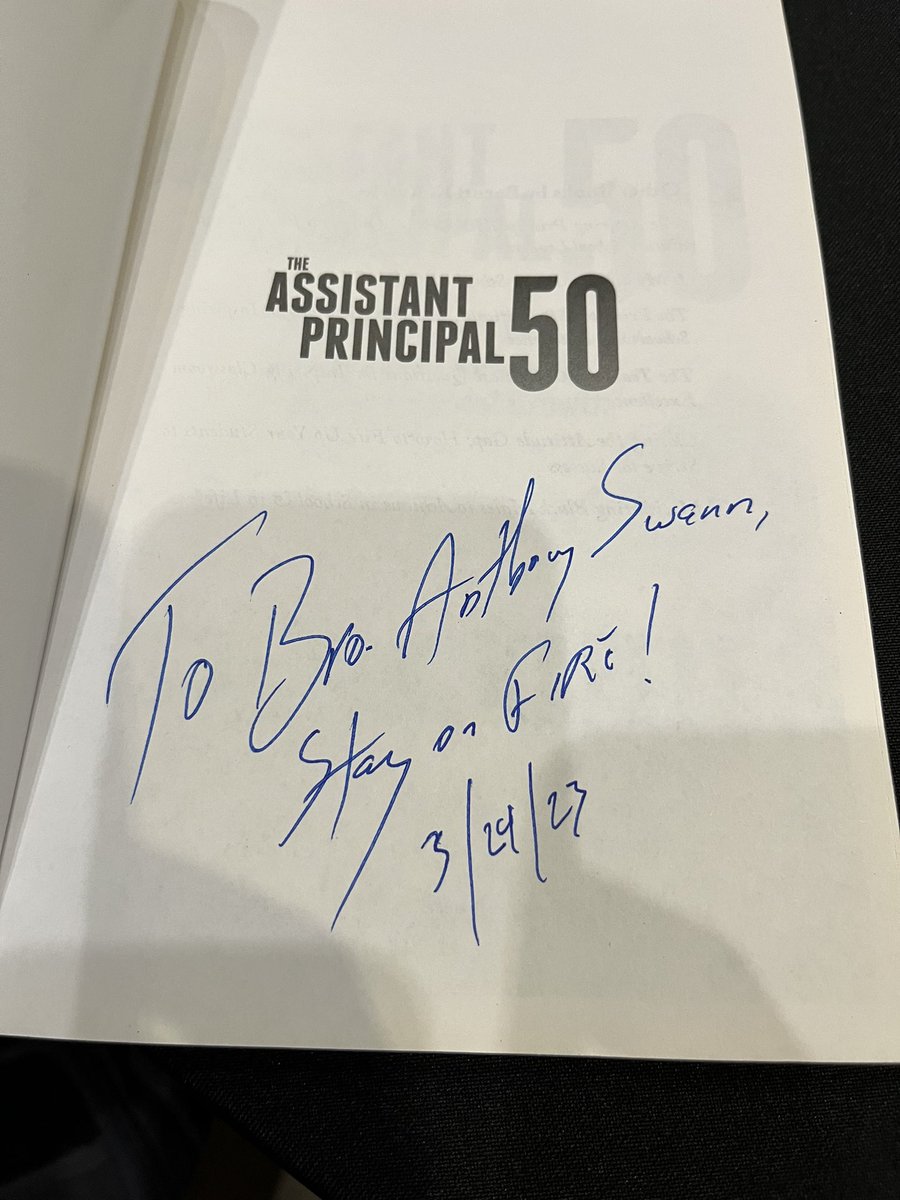 THE
ASSISTANT
PRINCIPAL 50
To Bro. Anthony Swann,
Stay on FIRE!
3/24/23